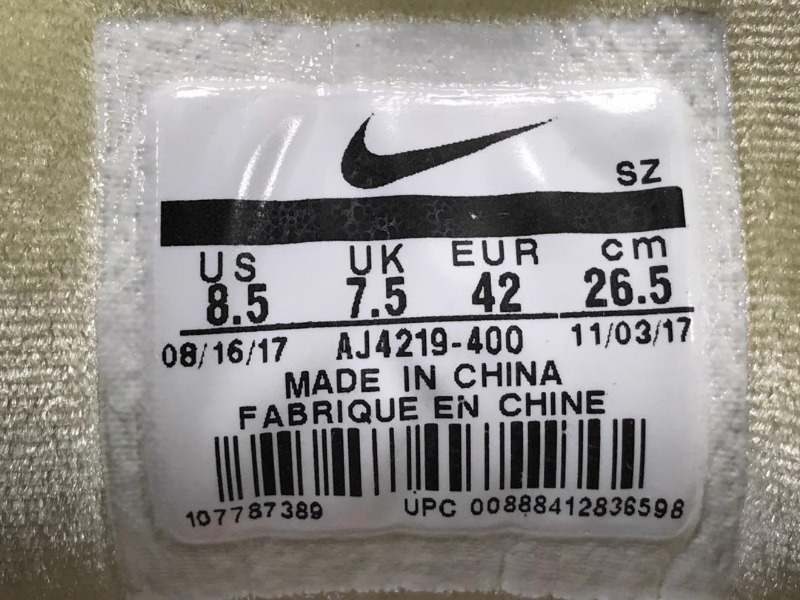 SZ
US UK EUR cm
8.5 7.5 42 26.5
08/16/17 AJ4219-400 11/03/17
MADE IN CHINA
FABRIQUE EN CHINE
107787389 UPC 00888412836598